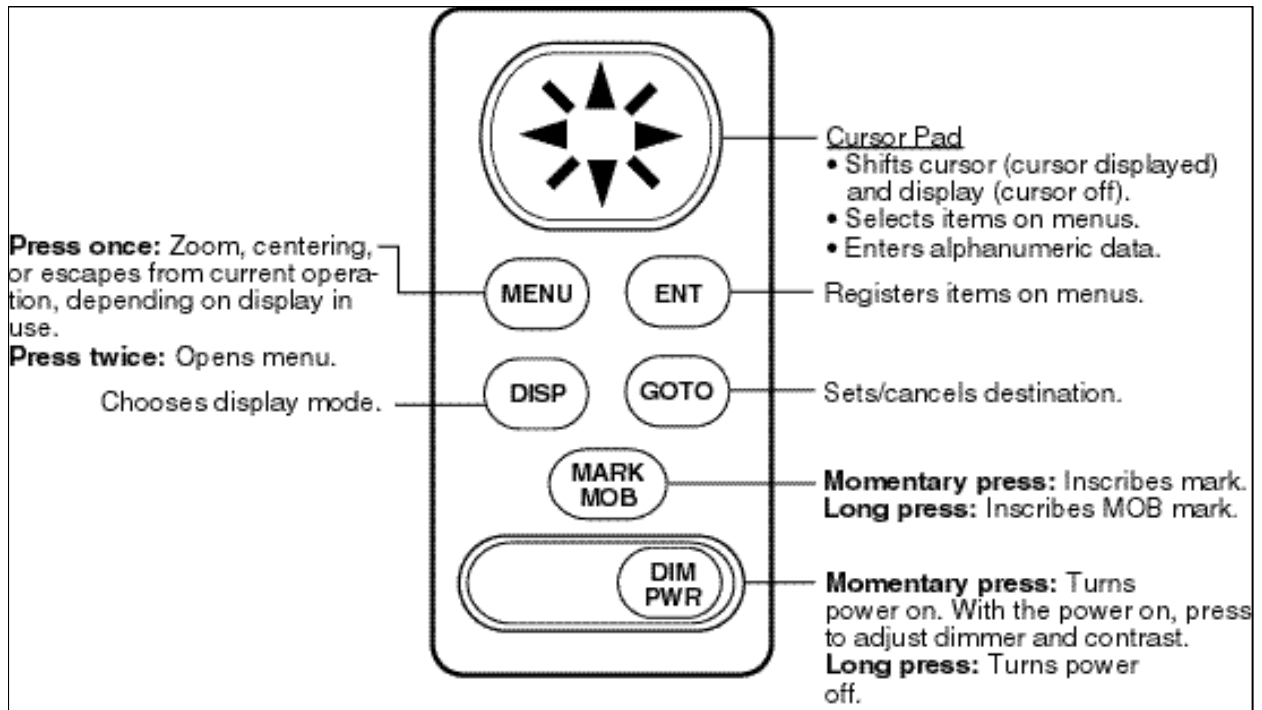 Cursor Pad
• Shifts cursor (cursor displayed)
and display (cursor off).
• Selects items on menus.
• Enters alphanumeric data.
Press once: Zoom, centering,
or escapes from current opera-
tion, depending on display in
use.
Press twice: Opens menu.
MENU
ENT
Registers items on menus.
Chooses display mode.
DISP
GOTO
Sets/cancels destination.
MARK
MOB
Momentary press: Inscribes mark.
Long press: Inscribes MOB mark.
DIM
PWR
Momentary press: Turns
power on. With the power on, press
to adjust dimmer and contrast.
Long press: Turns power
off.